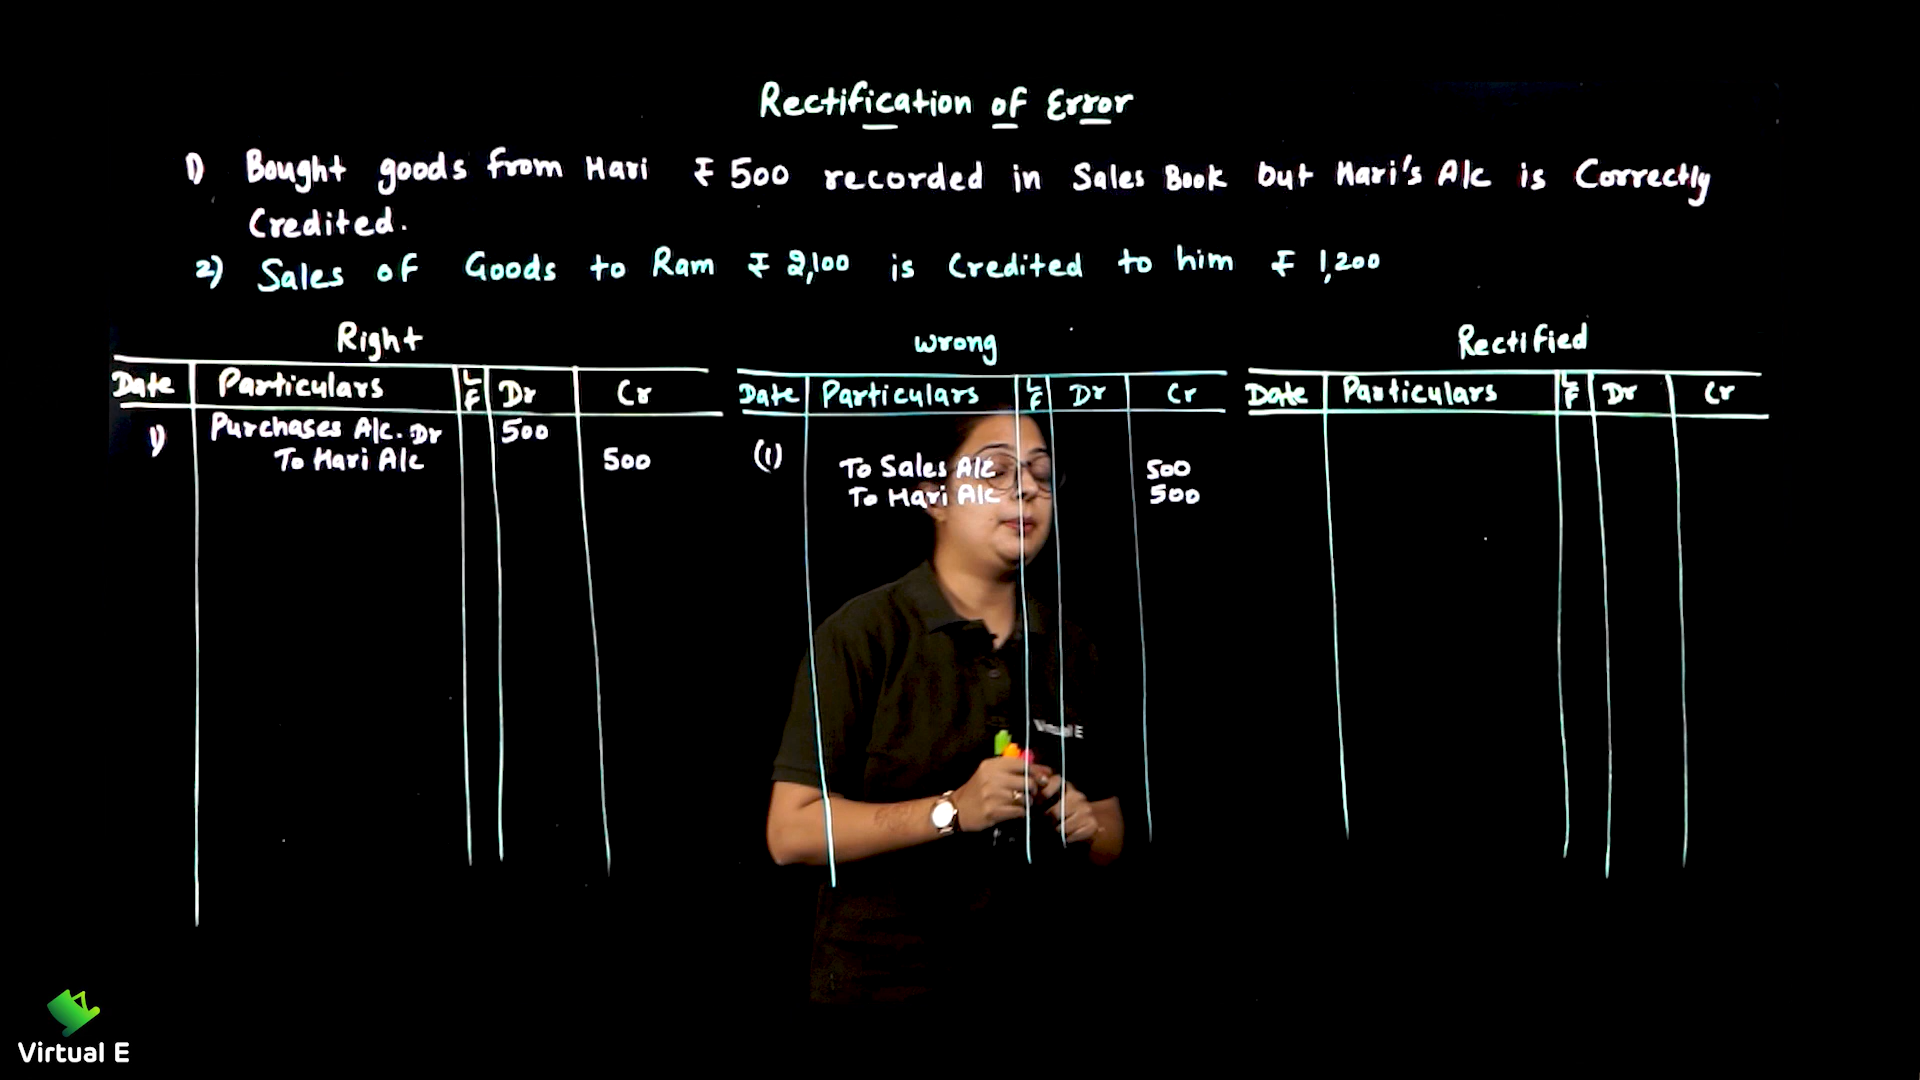 Rectification of Error
1) Bought goods from Hari ₹ 500 recorded in Sales Book but Hari's A/c is Correctly
Credited.
2) Sales of Goods to Ram ₹ 2,100 is Credited to him ₹ 1,200
Right
Date Particulars LF Dr Cr
1) Purchases A/c. Dr 500
To Hari A/c 500
Wrong
Date Particulars LF Dr Cr
(1) To Sales A/c 500
To Hari A/c 500
Rectified
Date Particulars LF Dr Cr
Virtual E
Virtual E